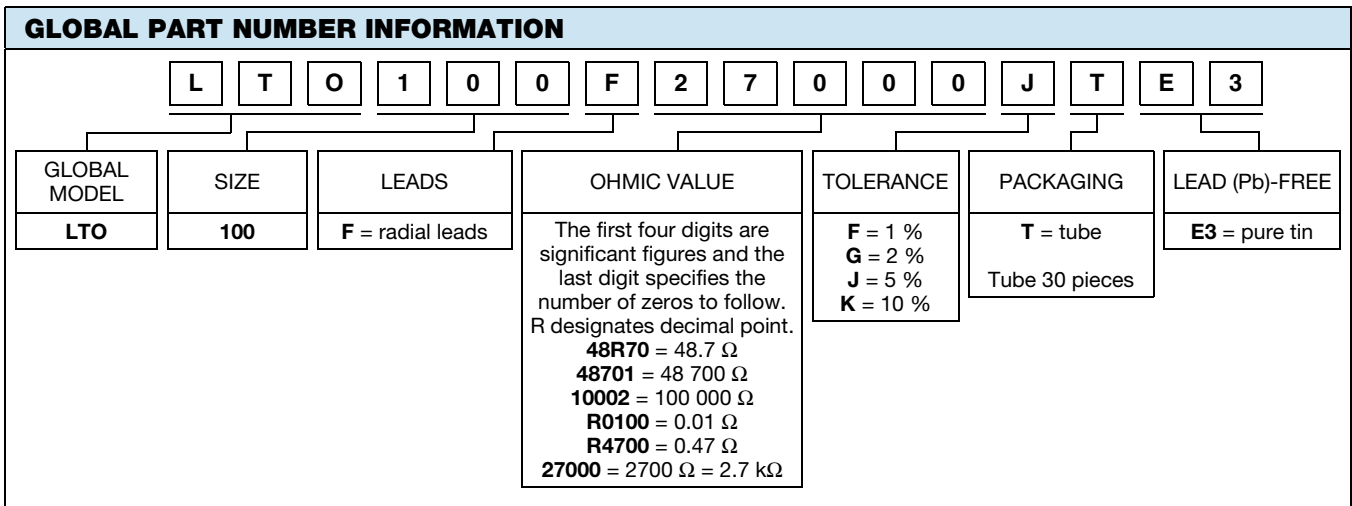 GLOBAL PART NUMBER INFORMATION
L T O 1 0 0 F 2 7 0 0 0 J T E 3
GLOBAL
MODEL
LTO
SIZE
100
LEADS
F = radial leads
OHMIC VALUE
The first four digits are
significant figures and the
last digit specifies the
number of zeros to follow.
R designates decimal point.
48R70 = 48.7 Ω
48701 = 48 700 Ω
10002 = 100 000 Ω
R0100 = 0.01 Ω
R4700 = 0.47 Ω
27000 = 2700 Ω = 2.7 kΩ
TOLERANCE
F = 1 %
G = 2 %
J = 5 %
K = 10 %
PACKAGING
T = tube
Tube 30 pieces
LEAD (Pb)-FREE
E3 = pure tin